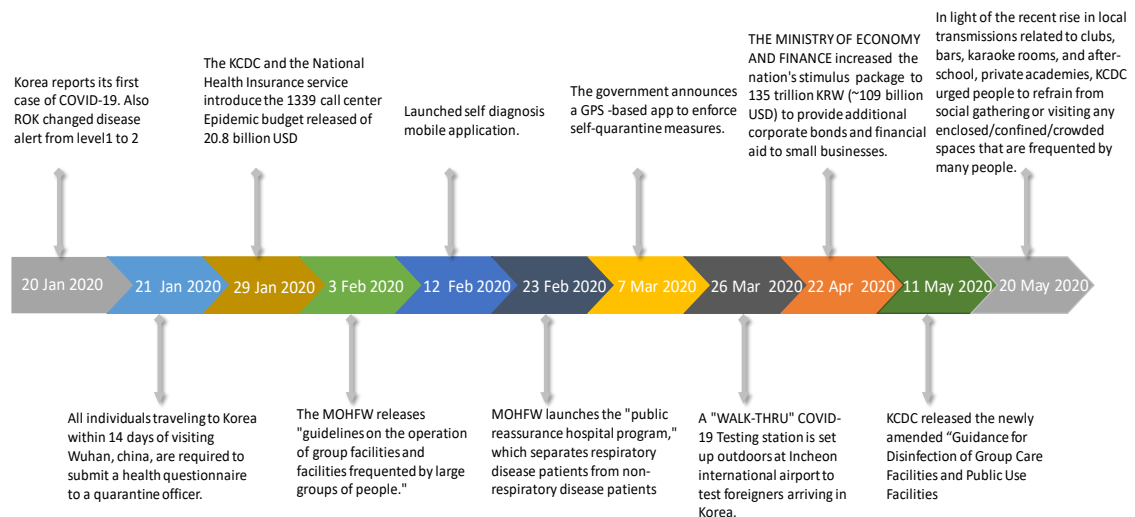 Korea reports its first
case of COVID-19. Also
ROK changed disease
alert from level1 to 2
The KCDC and the National
Health Insurance service
introduce the 1339 call center
Epidemic budget released of
20.8 billion USD
Launched self diagnosis
mobile application.
The government announces
a GPS -based app to enforce
self-quarantine measures.
THE MINISTRY OF ECONOMY
AND FINANCE increased the
nation's stimulus package to
135 trillion KRW (~109 billion
USD) to provide additional
corporate bonds and financial
aid to small businesses.
In light of the recent rise in
local transmissions related to clubs,
bars, karaoke rooms, and after-
school, private academies, KCDC
urged people to refrain from
social gathering or visiting any
enclosed/confined/crowded
spaces that are frequented by
many people.
20 Jan 2020
21 Jan 2020
29 Jan 2020
3 Feb 2020
12 Feb 2020
23 Feb 2020
7 Mar 2020
26 Mar 2020
22 Apr 2020
11 May 2020
20 May 2020
All individuals traveling to Korea
within 14 days of visiting
Wuhan, china, are required to
submit a health questionnaire
to a quarantine officer.
The MOHFW releases
"guidelines on the operation
of group facilities and
facilities frequented by large
groups of people."
MOHFW launches the "public
reassurance hospital program,"
which separates respiratory
disease patients from non-
respiratory disease patients
A "WALK-THRU" COVID-
19 Testing station is set
up outdoors at Incheon
international airport to
test foreigners arriving in
Korea.
KCDC released the newly
amended “Guidance for
Disinfection of Group Care
Facilities and Public Use
Facilities